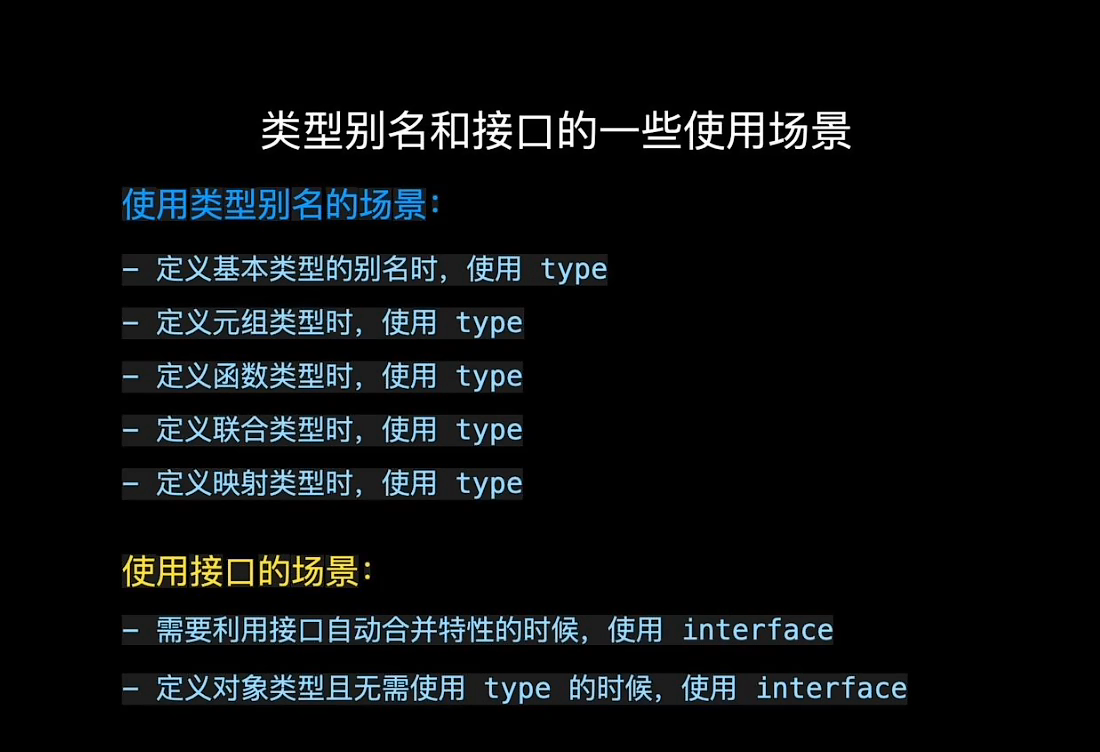 类型别名和接口的一些使用场景
使用类型别名的场景：
- 定义基本类型的别名时，使用 type
- 定义元组类型时，使用 type
- 定义函数类型时，使用 type
- 定义联合类型时，使用 type
- 定义映射类型时，使用 type
使用接口的场景：
- 需要利用接口自动合并特性的时候，使用 interface
- 定义对象类型且无需使用 type 的时候，使用 interface